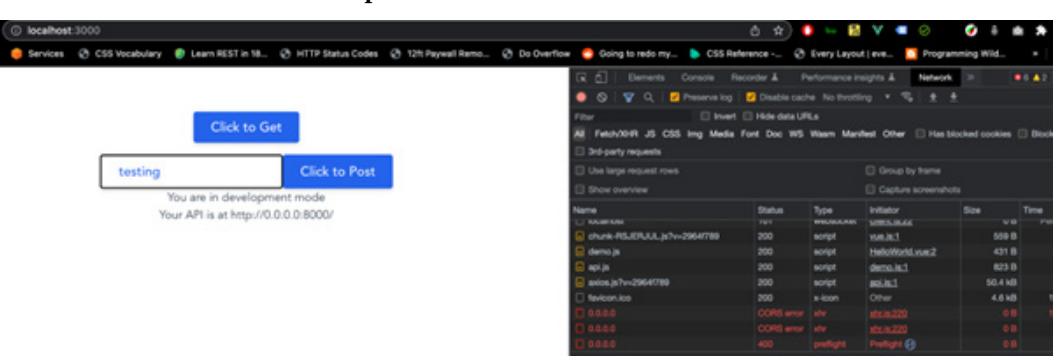 localhost:3000
Services CSS Vocabulary Learn REST in 18... HTTP Status Codes 12ft Paywall Remo... Do Overflow Going to redo my... CSS Reference -... Every Layout | eve... Programming Wild...
Elements Console Recorder Performance insights Network » 6 2
Preserve log Disable cache No throttling
Filter Invert Hide data URLs
All Fetch/XHR JS CSS Img Media Font Doc WS Wasm Manifest Other Has blocked cookies Block
3rd-party requests
Use large request rows Group by frame
Show overview Capture screenshots
Name Status Type Initiator Size Time
localhost 101 websocket client.ts:22 0 B
chunk-RSJERJUL.js?v=2964f789 200 script vue.js:1 559 B
demo.js 200 script HelloWorld.vue:2 431 B
api.js 200 script demo.js:1 823 B
axios.js?v=2964f789 200 script api.js:1 50.4 kB
favicon.ico 200 x-icon Other 4.6 kB
0.0.0.0 CORS error xhr xhr.js:220 0 B
0.0.0.0 CORS error xhr xhr.js:220 0 B
0.0.0.0 400 preflight Preflight 0 B
Click to Get
testing Click to Post
You are in development mode
Your API is at http://0.0.0.0:8000/